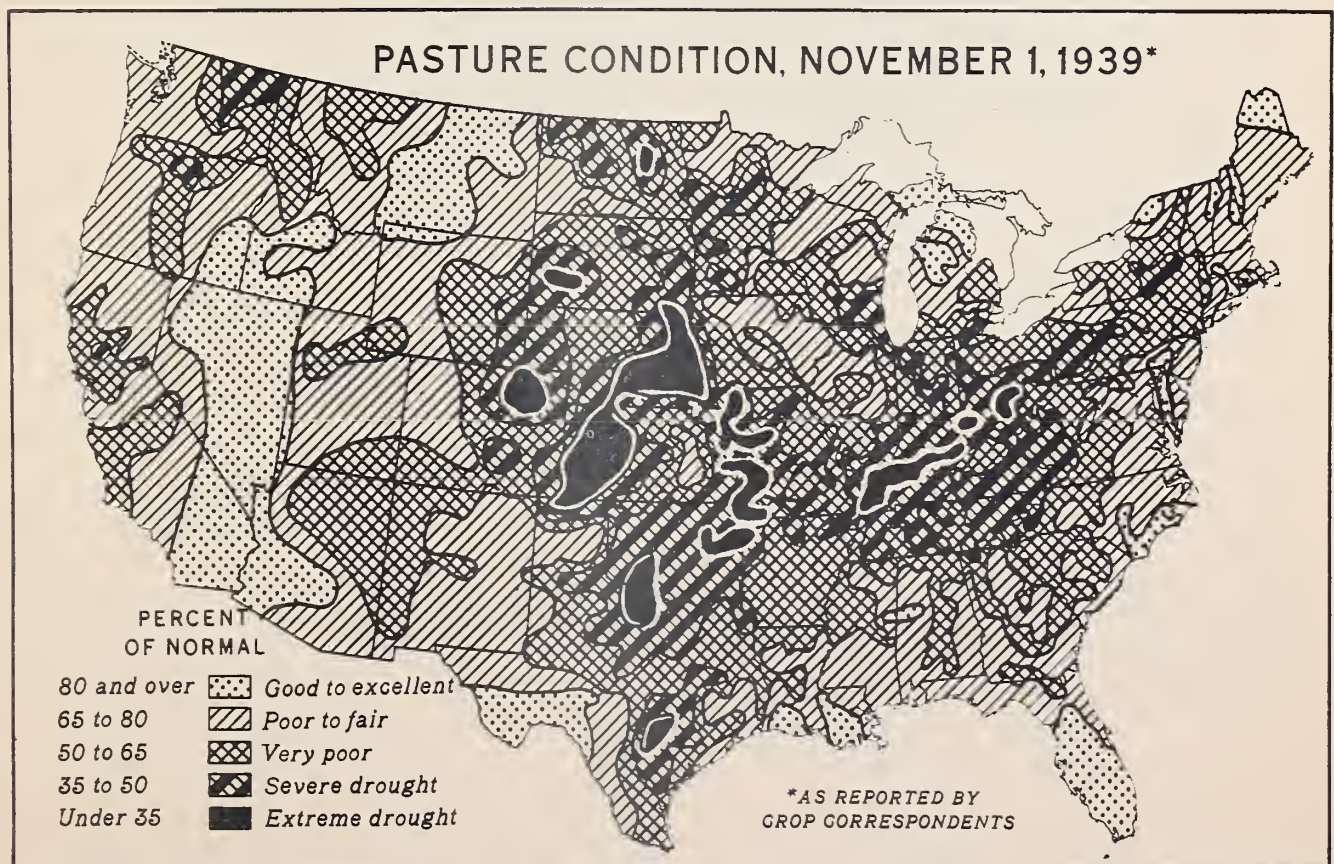 PASTURE CONDITION, NOVEMBER 1, 1939*
PERCENT
OF NORMAL
80 and over Good to excellent
65 to 80 Poor to fair
50 to 65 Very poor
35 to 50 Severe drought
Under 35 Extreme drought
*AS REPORTED BY
CROP CORRESPONDENTS